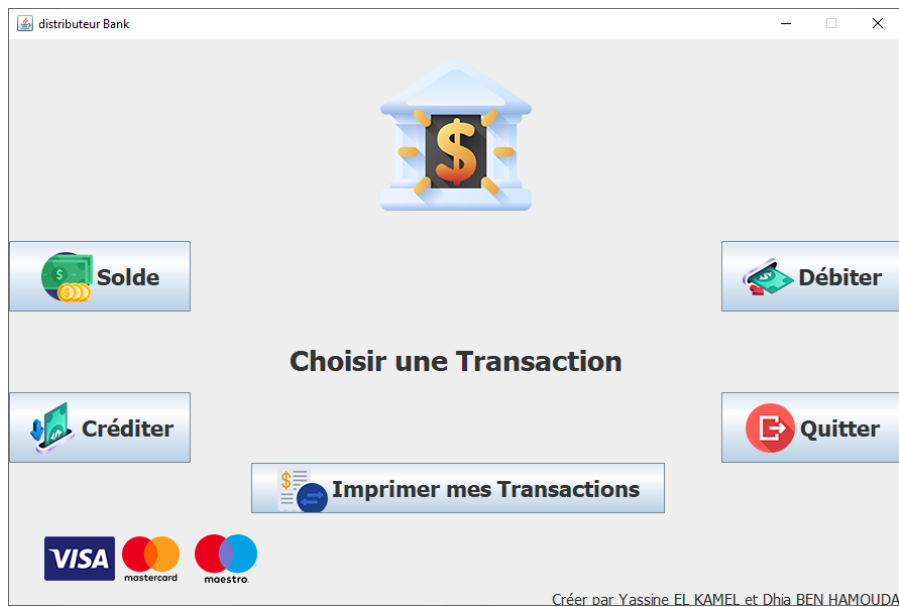 distributeur Bank
$
Solde
Débiter
Choisir une Transaction
Créditer
Quitter
$
Imprimer mes Transactions
VISA
mastercard
maestro
Créer par Yassine EL KAMEL et Dhia BEN HAMOUDA